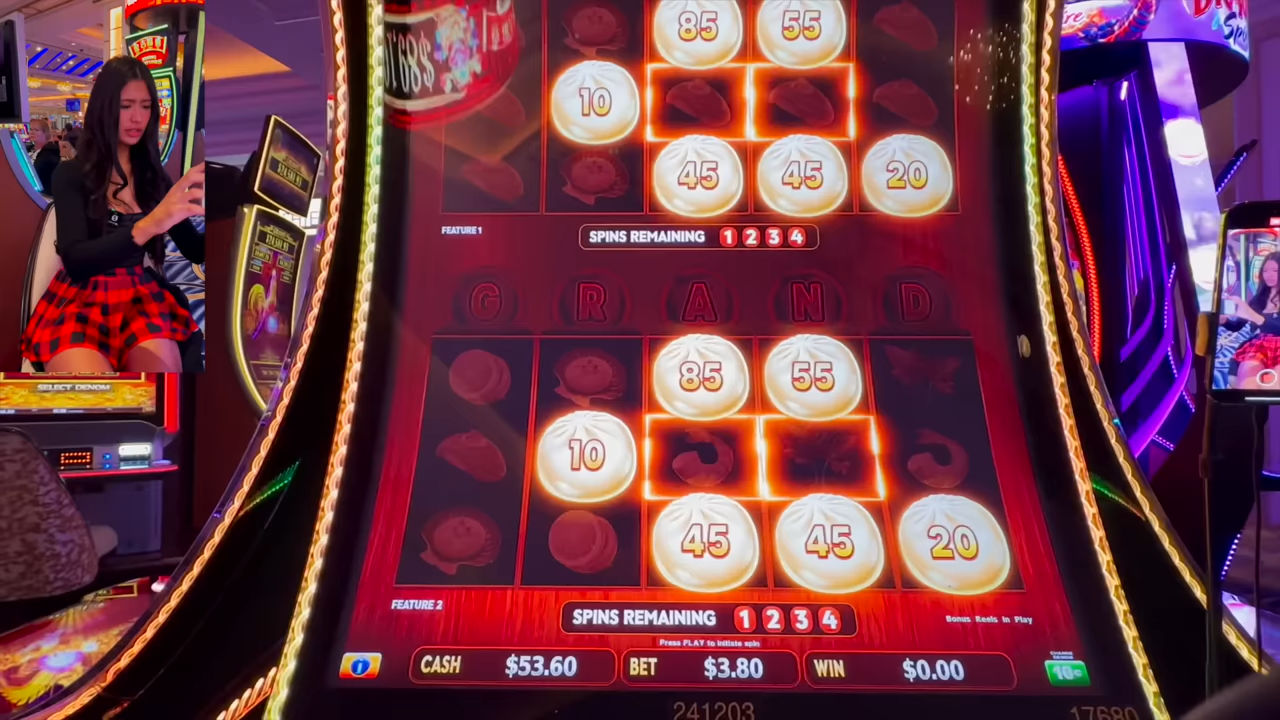 85 55
10
45 45 20
FEATURE 1
SPINS REMAINING 1 2 3 4
G R A N D
85 55
10
45 45 20
FEATURE 2
SPINS REMAINING 1 2 3 4
Bonus Reels In Play
Press PLAY to initiate spin
CASH $53.60 BET $3.80 WIN $0.00
10¢
241203
17680
SELECT DENOM